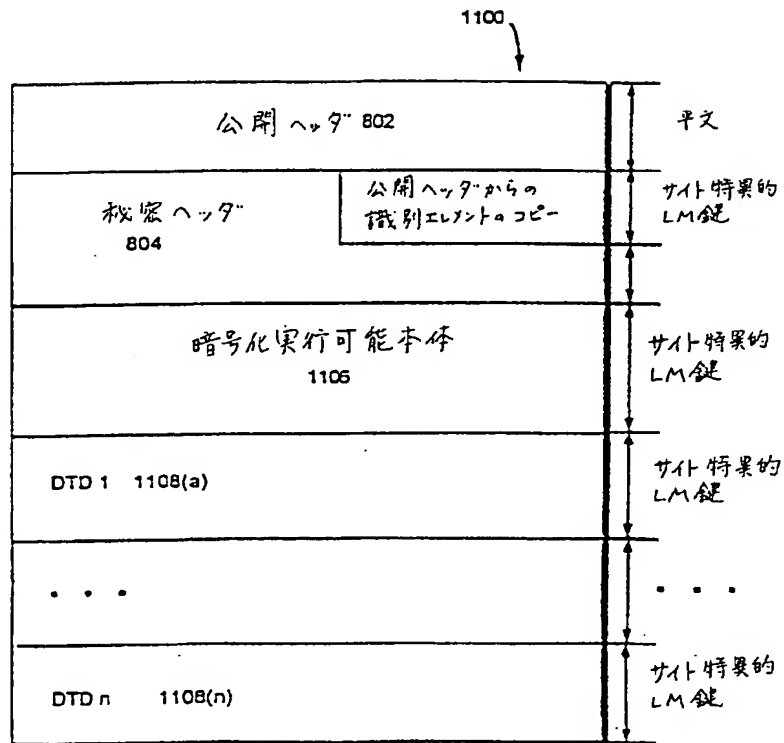 1100
公開ヘッダ 802
平文
秘密ヘッダ
804
公開ヘッダからの
識別エレメントのコピー
サイト特異的
LM鍵
暗号化実行可能本体
1106
サイト特異的
LM鍵
DTD 1 1108(a)
サイト特異的
LM鍵
・・・
・・・
DTD n 1108(n)
サイト特異的
LM鍵